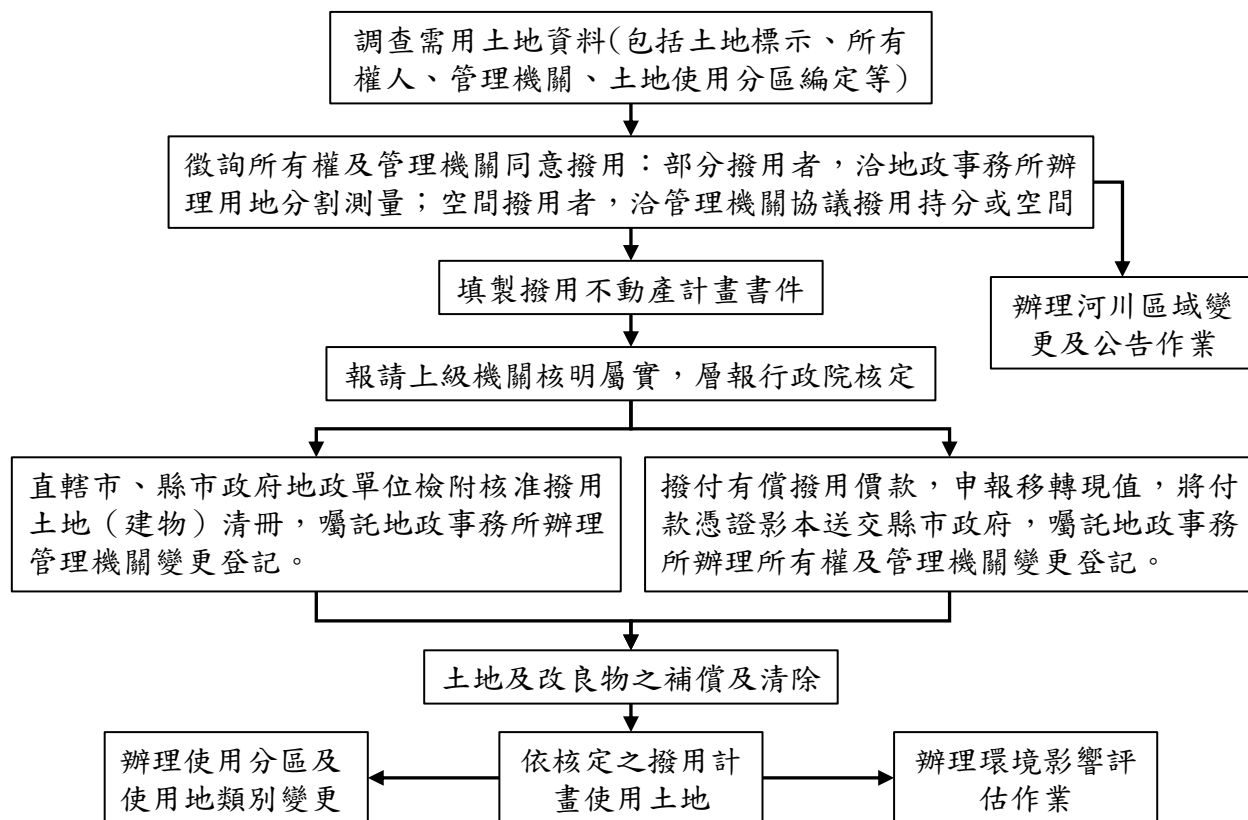 調查需用土地資料(包括土地標示、所有
權人、管理機關、土地使用分區編定等)
徵詢所有權及管理機關同意撥用：部分撥用者，洽地政事務所辦
理用地分割測量；空間撥用者，洽管理機關協議撥用持分或空間
填製撥用不動產計畫書件
辦理河川區域變
更及公告作業
報請上級機關核明屬實，層報行政院核定
直轄市、縣市政府地政單位檢附核准撥用
土地（建物）清冊，囑託地政事務所辦理
管理機關變更登記。
撥付有償撥用價款，申報移轉現值，將付
款憑證影本送交縣市政府，囑託地政事務
所辦理所有權及管理機關變更登記。
土地及改良物之補償及清除
辦理使用分區及
使用地類別變更
依核定之撥用計
畫使用土地
辦理環境影響評
估作業